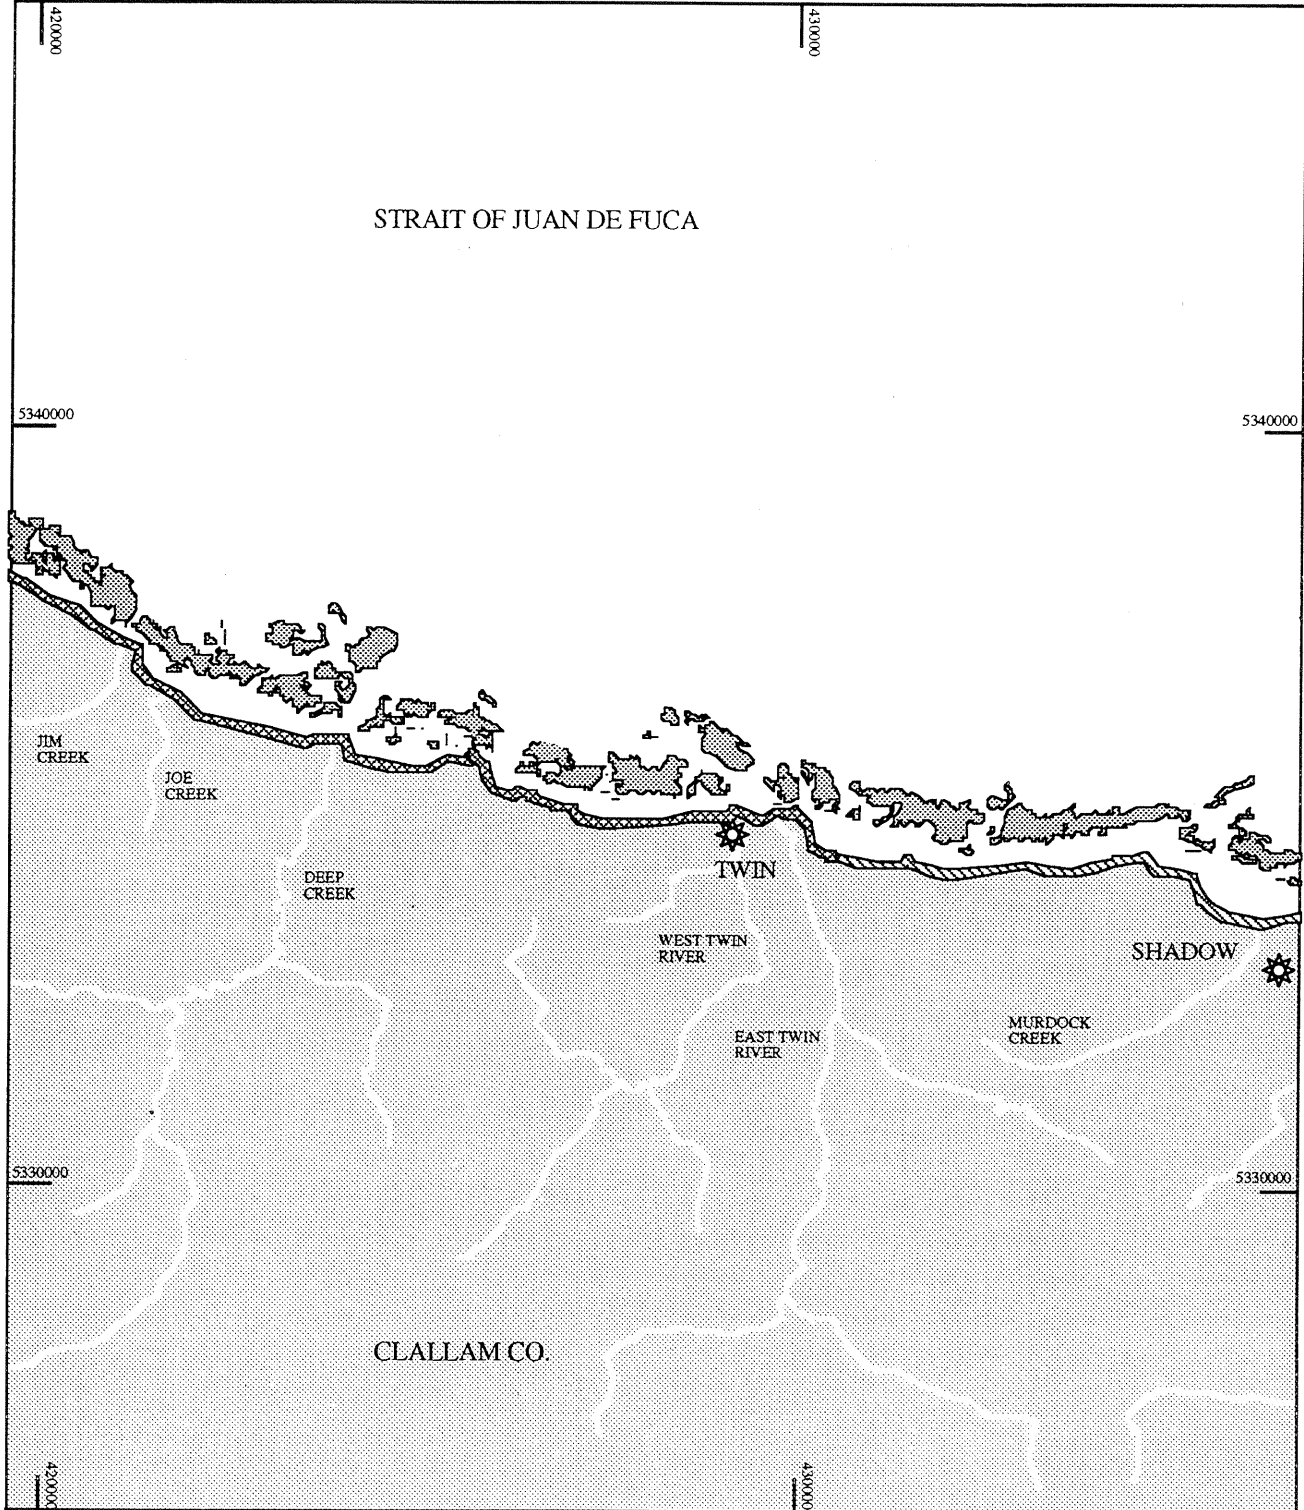 420000
430000
STRAIT OF JUAN DE FUCA
5340000
5340000
JIM
CREEK
JOE
CREEK
DEEP
CREEK
TWIN
WEST TWIN
RIVER
SHADOW
EAST TWIN
RIVER
MURDOCK
CREEK
5330000
5330000
CLALLAM CO.
420000
430000